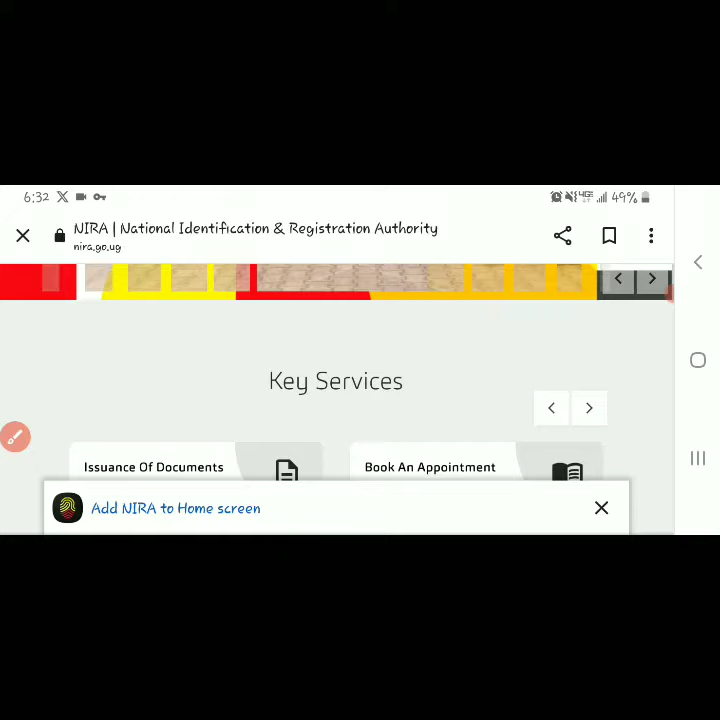 6:32 49%
NIRA | National Identification & Registration Authority
nira.go.ug
Key Services
Issuance Of Documents Book An Appointment
Add NIRA to Home screen